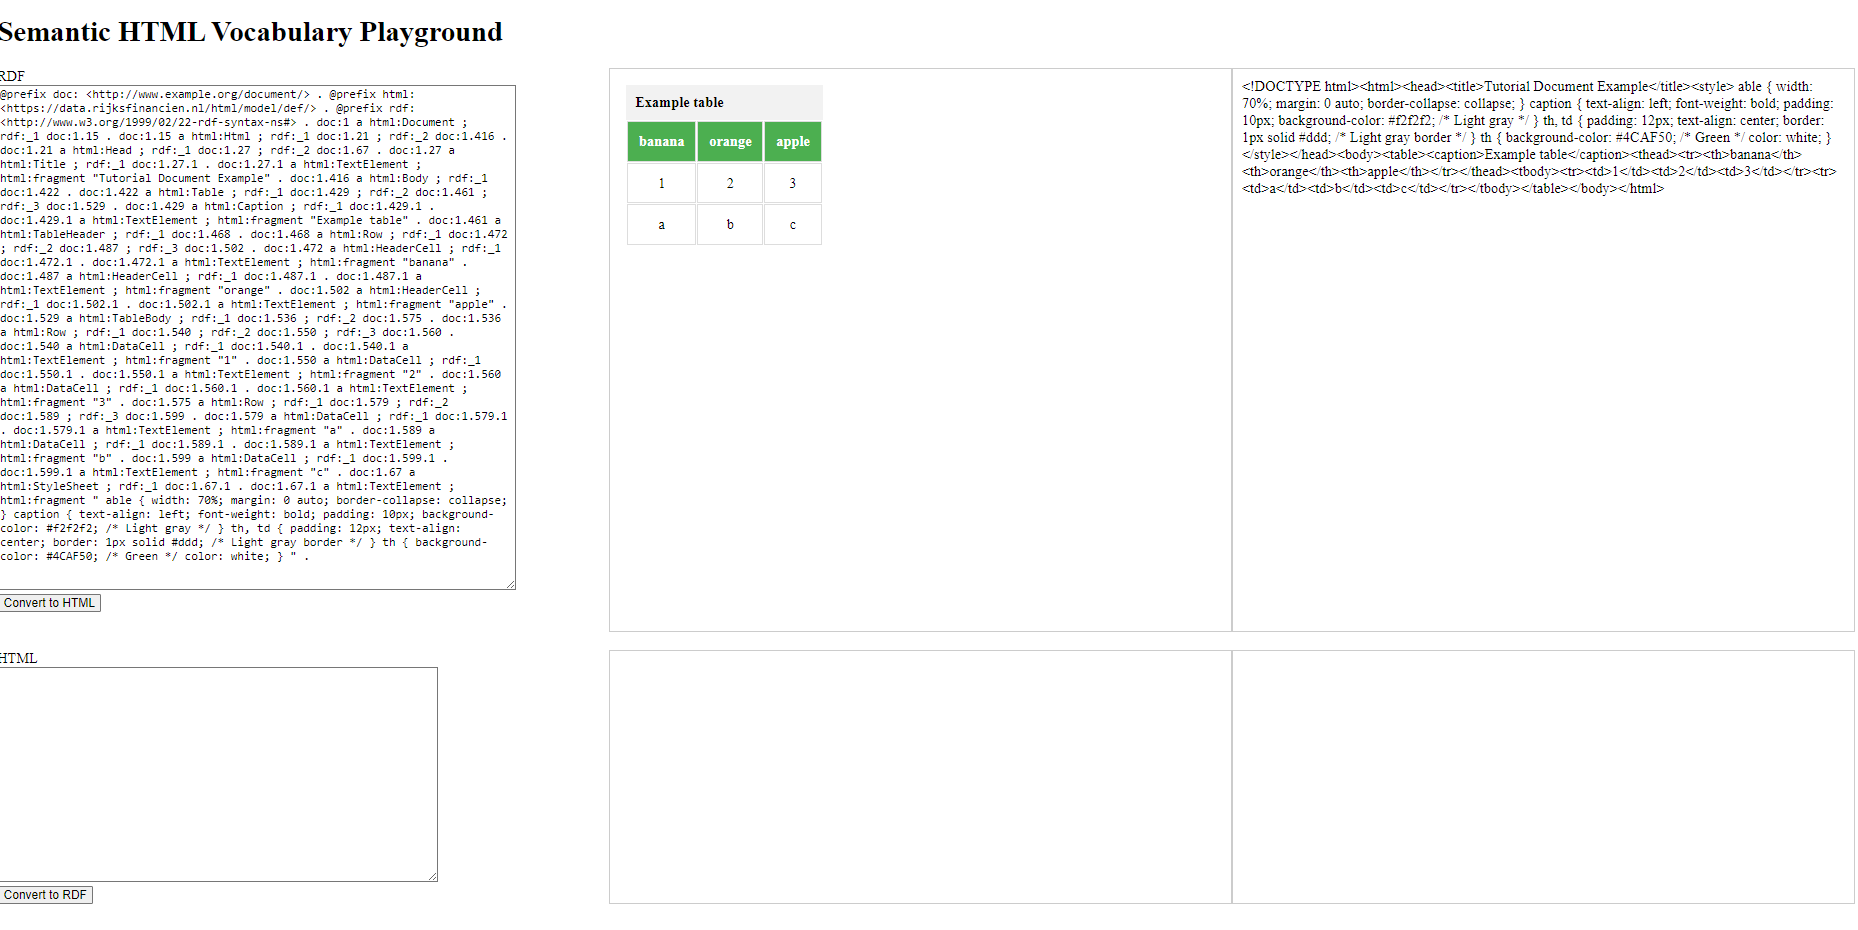 Semantic HTML Vocabulary Playground
RDF
@prefix doc: <http://www.example.org/document/> . @prefix html:
<https://data.rijksfinancien.nl/html/model/def/> . @prefix rdf:
<http://www.w3.org/1999/02/22-rdf-syntax-ns#> . doc:1 a html:Document ;
rdf:_1 doc:1.15 . doc:1.15 a html:Html ; rdf:_1 doc:1.21 ; rdf:_2 doc:1.416 .
doc:1.21 a html:Head ; rdf:_1 doc:1.27 ; rdf:_2 doc:1.67 . doc:1.27 a
html:Title ; rdf:_1 doc:1.27.1 . doc:1.27.1 a html:TextElement ;
html:fragment "Tutorial Document Example" . doc:1.416 a html:Body ; rdf:_1
doc:1.422 . doc:1.422 a html:Table ; rdf:_1 doc:1.429 ; rdf:_2 doc:1.461 ;
rdf:_3 doc:1.529 . doc:1.429 a html:Caption ; rdf:_1 doc:1.429.1 .
doc:1.429.1 a html:TextElement ; html:fragment "Example table" . doc:1.461 a
html:TableHeader ; rdf:_1 doc:1.468 . doc:1.468 a html:Row ; rdf:_1 doc:1.472
; rdf:_2 doc:1.487 ; rdf:_3 doc:1.502 . doc:1.472 a html:HeaderCell ; rdf:_1
doc:1.472.1 . doc:1.472.1 a html:TextElement ; html:fragment "banana" .
doc:1.487 a html:HeaderCell ; rdf:_1 doc:1.487.1 . doc:1.487.1 a
html:TextElement ; html:fragment "orange" . doc:1.502 a html:HeaderCell ;
rdf:_1 doc:1.502.1 . doc:1.502.1 a html:TextElement ; html:fragment "apple" .
doc:1.529 a html:TableBody ; rdf:_1 doc:1.536 ; rdf:_2 doc:1.575 . doc:1.536
a html:Row ; rdf:_1 doc:1.540 ; rdf:_2 doc:1.550 ; rdf:_3 doc:1.560 .
doc:1.540 a html:DataCell ; rdf:_1 doc:1.540.1 . doc:1.540.1 a
html:TextElement ; html:fragment "1" . doc:1.550 a html:DataCell ; rdf:_1
doc:1.550.1 . doc:1.550.1 a html:TextElement ; html:fragment "2" . doc:1.560
a html:DataCell ; rdf:_1 doc:1.560.1 . doc:1.560.1 a html:TextElement ;
html:fragment "3" . doc:1.575 a html:Row ; rdf:_1 doc:1.579 ; rdf:_2
doc:1.589 ; rdf:_3 doc:1.599 . doc:1.579 a html:DataCell ; rdf:_1 doc:1.579.1
. doc:1.579.1 a html:TextElement ; html:fragment "a" . doc:1.589 a
html:DataCell ; rdf:_1 doc:1.589.1 . doc:1.589.1 a html:TextElement ;
html:fragment "b" . doc:1.599 a html:DataCell ; rdf:_1 doc:1.599.1 .
doc:1.599.1 a html:TextElement ; html:fragment "c" . doc:1.67 a
html:StyleSheet ; rdf:_1 doc:1.67.1 . doc:1.67.1 a html:TextElement ;
html:fragment " able { width: 70%; margin: 0 auto; border-collapse: collapse;
} caption { text-align: left; font-weight: bold; padding: 10px; background-
color: #f2f2f2; /* Light gray */ } th, td { padding: 12px; text-align:
center; border: 1px solid #ddd; /* Light gray border */ } th { background-
color: #4CAF50; /* Green */ color: white; } " .
Convert to HTML
Example table
banana orange apple
1 2 3
a b c
<!DOCTYPE html><html><head><title>Tutorial Document Example</title><style> able { width:
70%; margin: 0 auto; border-collapse: collapse; } caption { text-align: left; font-weight: bold; padding:
10px; background-color: #f2f2f2; /* Light gray */ } th, td { padding: 12px; text-align: center; border:
1px solid #ddd; /* Light gray border */ } th { background-color: #4CAF50; /* Green */ color: white; }
</style></head><body><table><caption>Example table</caption><thead><tr><th>banana</th>
<th>orange</th><th>apple</th></tr></thead><tbody><tr><td>1</td><td>2</td><td>3</td></tr><tr>
<td>a</td><td>b</td><td>c</td></tr></tbody></table></body></html>
HTML
Convert to RDF